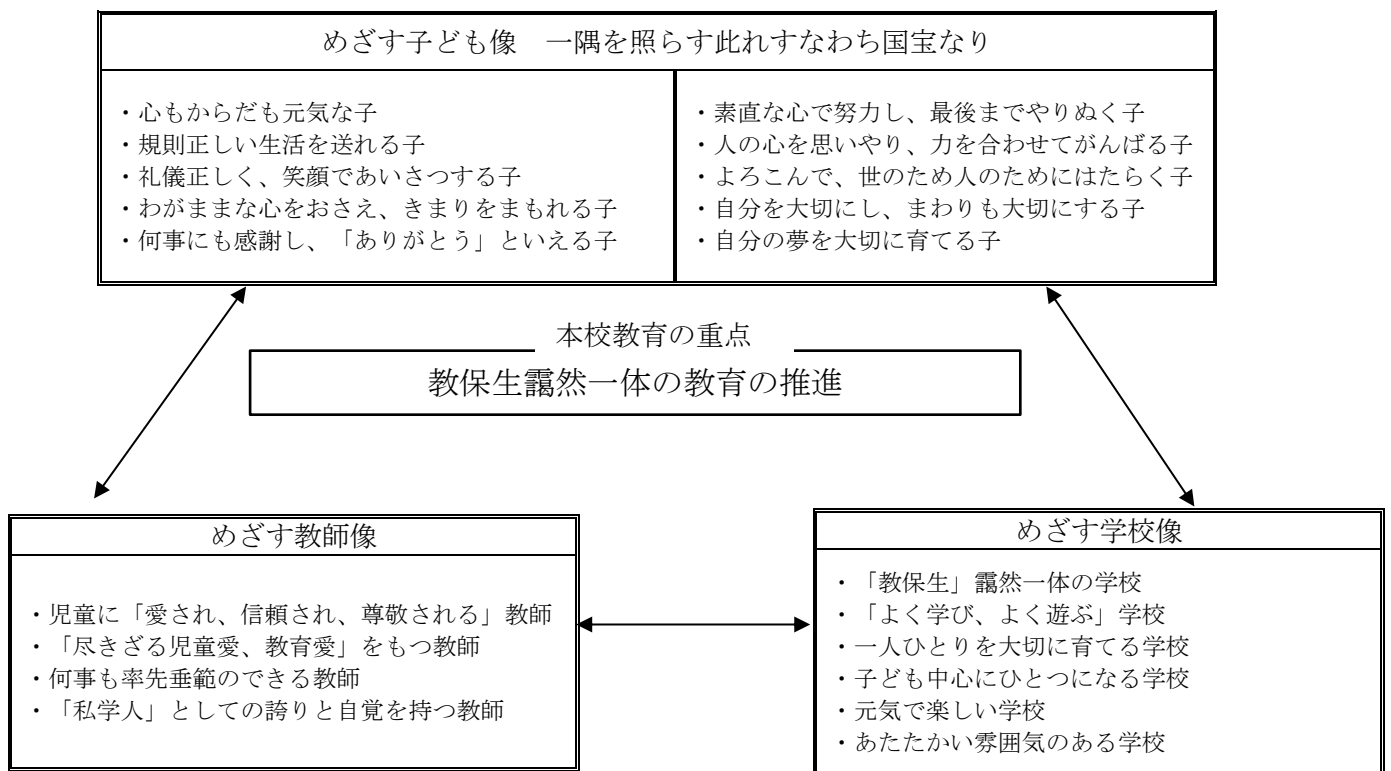 めざす子ども像　一隅を照らす此れすなわち国宝なり
・心もからだも元気な子
・規則正しい生活を送れる子
・礼儀正しく、笑顔であいさつする子
・わがままな心をおさえ、きまりをまもれる子
・何事にも感謝し、「ありがとう」といえる子
・素直な心で努力し、最後までやりぬく子
・人の心を思いやり、力を合わせてがんばる子
・よろこんで、世のため人のためにはたらく子
・自分を大切にし、まわりも大切にする子
・自分の夢を大切に育てる子
本校教育の重点
教保生靄然一体の教育の推進
めざす教師像
・児童に「愛され、信頼され、尊敬される」教師
・「尽きざる児童愛、教育愛」をもつ教師
・何事も率先垂範のできる教師
・「私学人」としての誇りと自覚を持つ教師
めざす学校像
・「教保生」靄然一体の学校
・「よく学び、よく遊ぶ」学校
・一人ひとりを大切に育てる学校
・子ども中心にひとつになる学校
・元気で楽しい学校
・あたたかい雰囲気のある学校